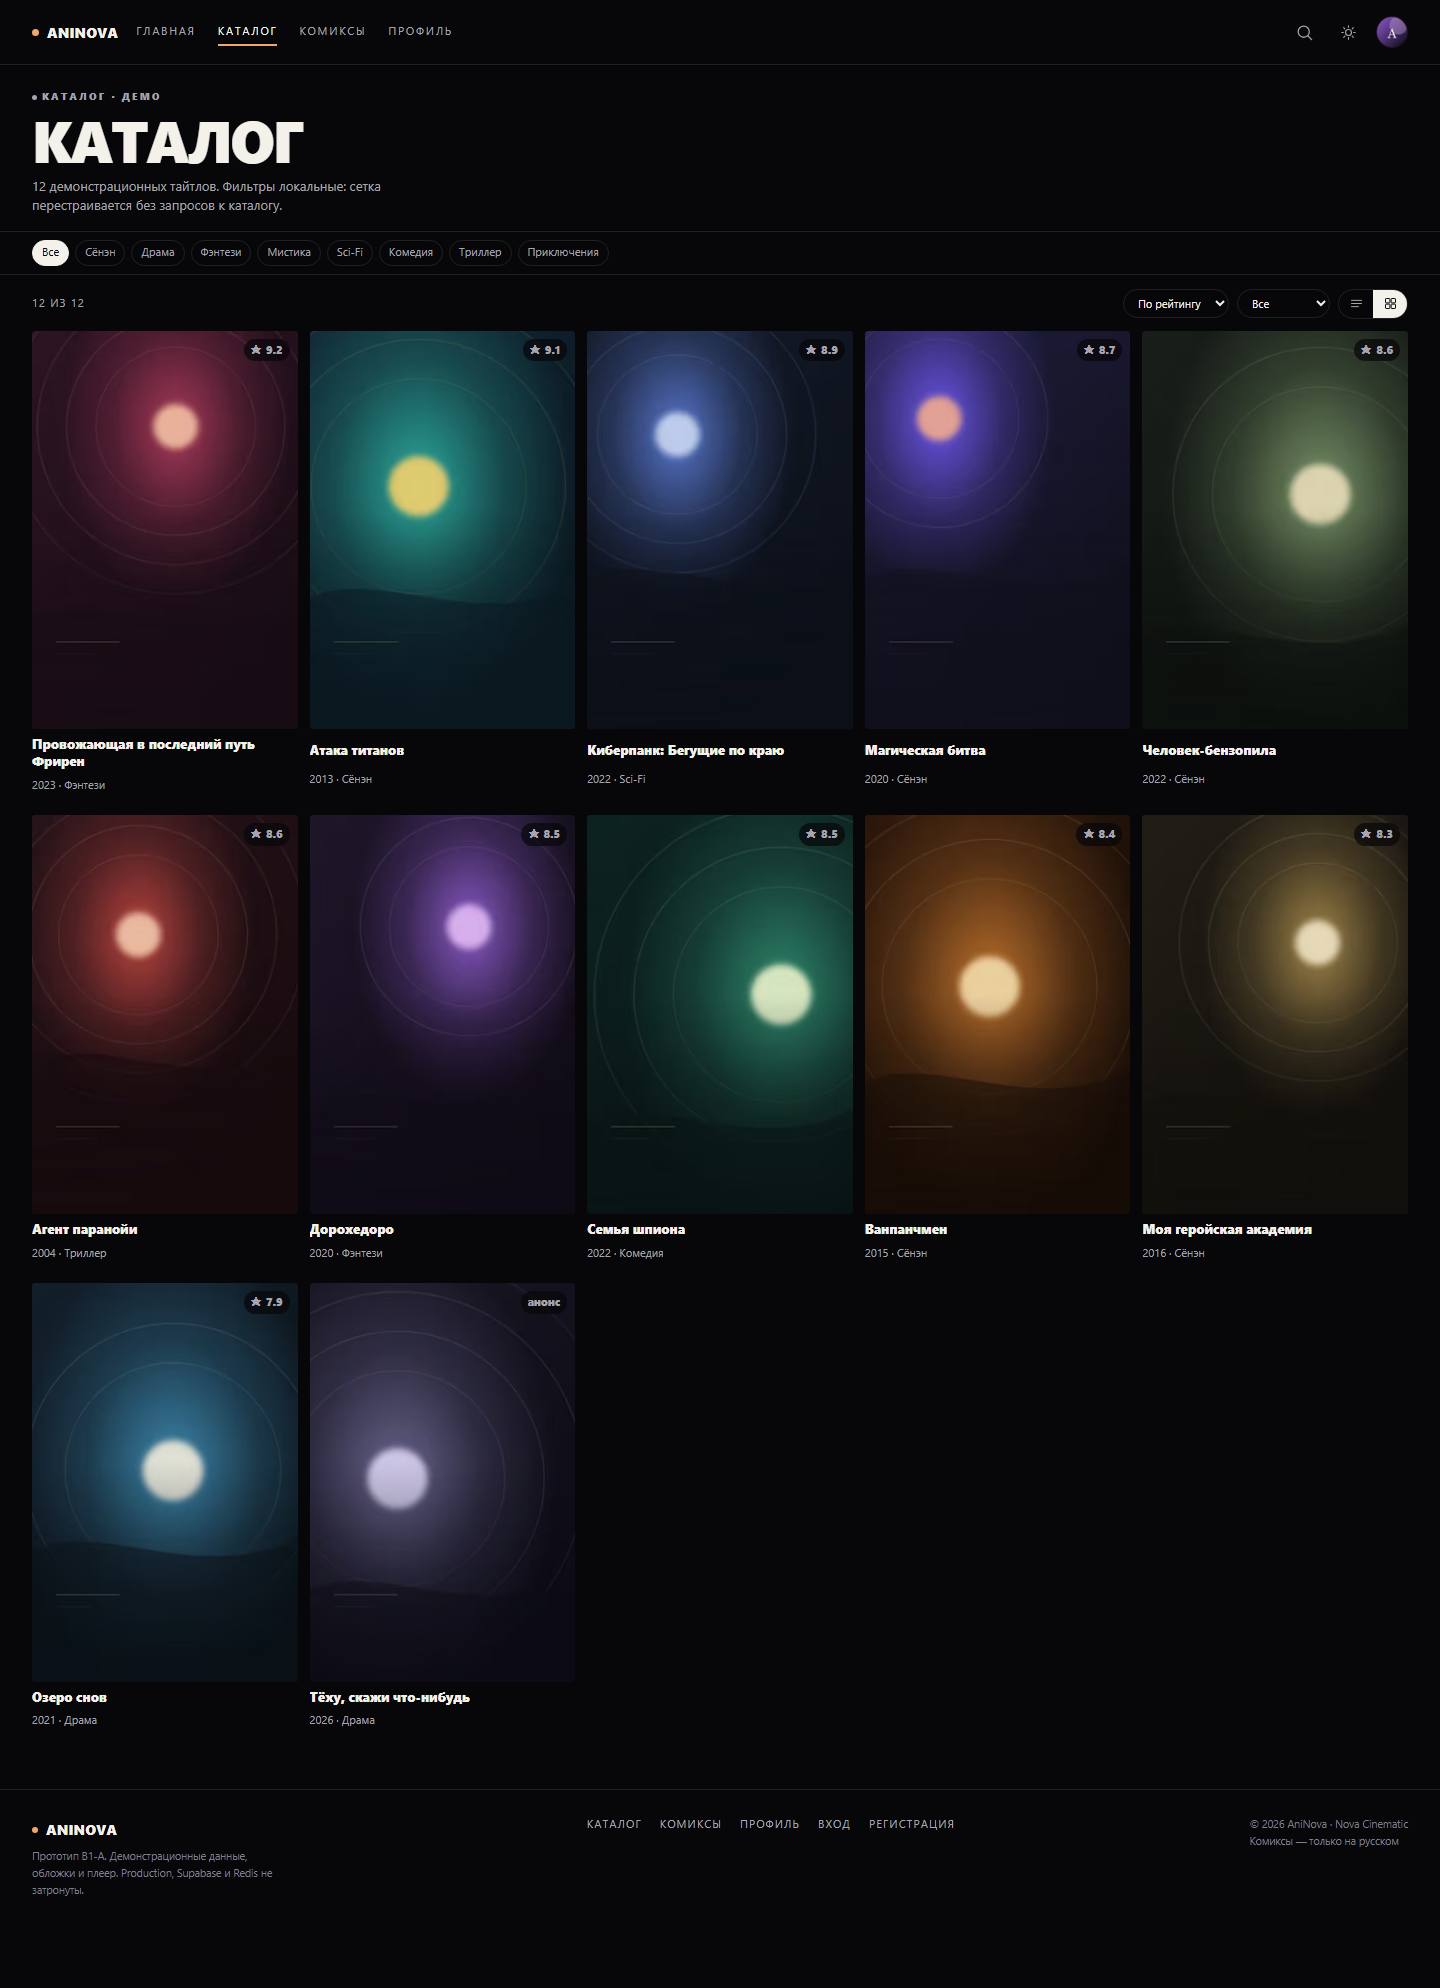 ANINOVA ГЛАВНАЯ КАТАЛОГ КОМИКСЫ ПРОФИЛЬ A
КАТАЛОГ · ДЕМО
КАТАЛОГ
12 демонстрационных тайтлов. Фильтры локальные: сетка
перестраивается без запросов к каталогу.
Все Сёнэн Драма Фэнтези Мистика Sci-Fi Комедия Триллер Приключения
12 ИЗ 12 По рейтингу Все
★ 9.2 ★ 9.1 ★ 8.9 ★ 8.7 ★ 8.6
Провожающая в последний путь
Фрирен
Атака титанов Киберпанк: Бегущие по краю Магическая битва Человек-бензопила
2023 · Фэнтези 2013 · Сёнэн 2022 · Sci-Fi 2020 · Сёнэн 2022 · Сёнэн
★ 8.6 ★ 8.5 ★ 8.5 ★ 8.4 ★ 8.3
Агент паранойи Дорохедоро Семья шпиона Ванпанчмен Моя геройская академия
2004 · Триллер 2020 · Фэнтези 2022 · Комедия 2015 · Сёнэн 2016 · Сёнэн
★ 7.9 анонс
Озеро снов Тёху, скажи что-нибудь
2021 · Драма 2026 · Драма
ANINOVA
Прототип B1-A. Демонстрационные данные,
обложки и плеер. Production, Supabase и Redis не
затронуты.
КАТАЛОГ КОМИКСЫ ПРОФИЛЬ ВХОД РЕГИСТРАЦИЯ
© 2026 AniNova · Nova Cinematic
Комиксы — только на русском